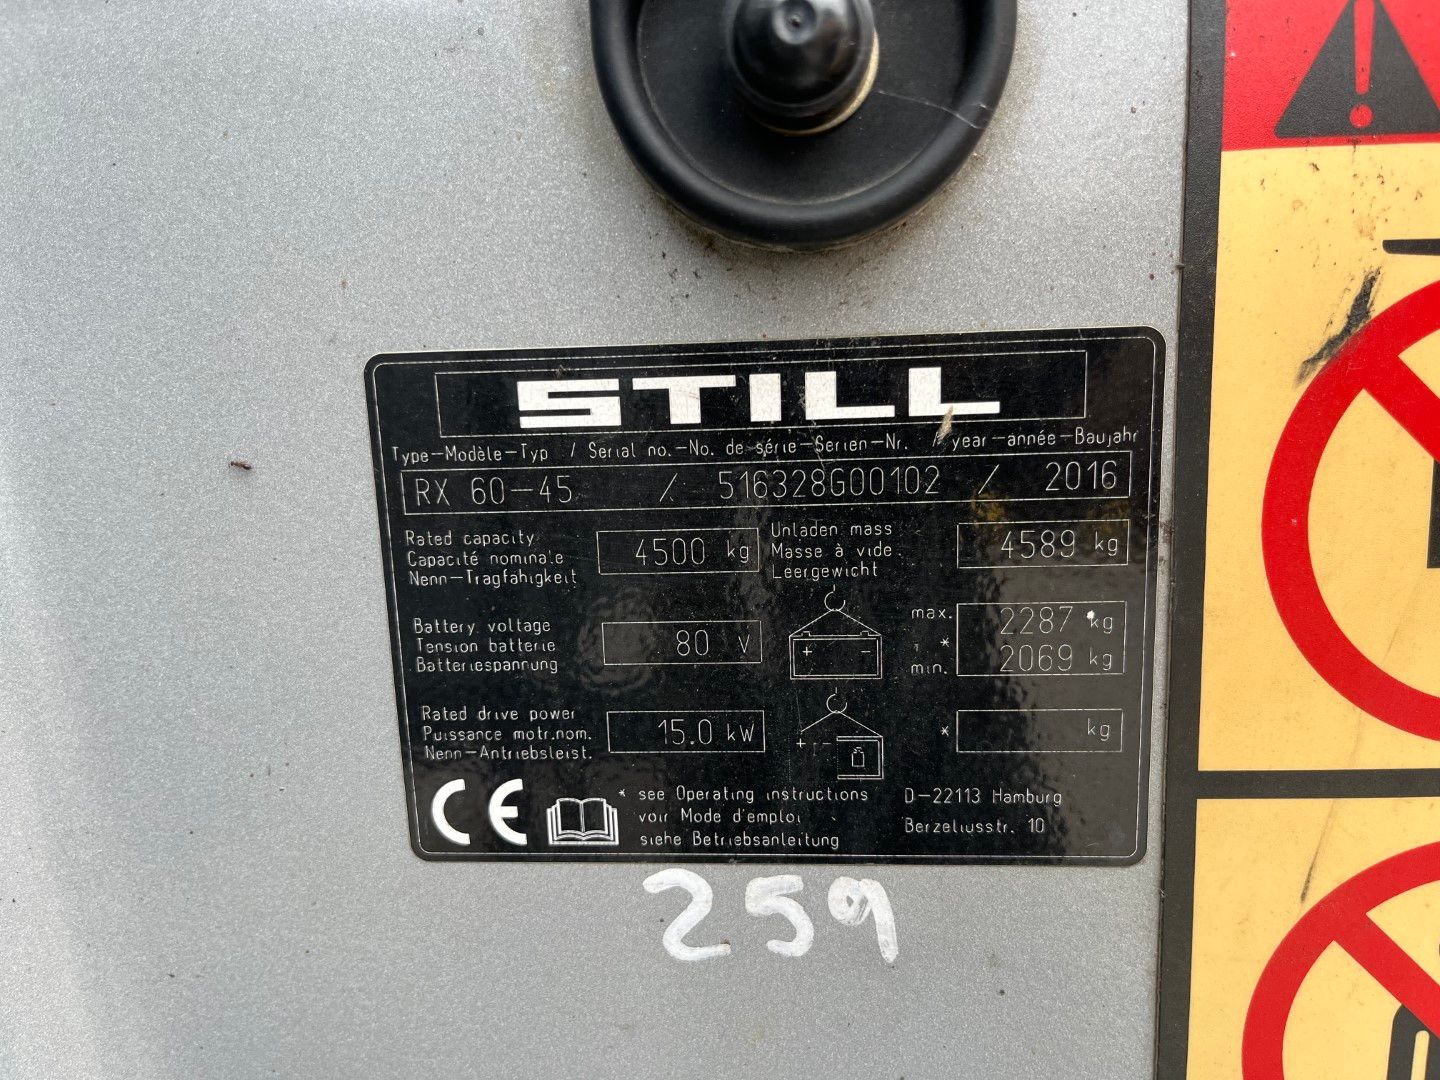 STILL
Type-Modèle-Typ / Serial no.-No. de série-Serien-Nr. / year-année-Baujahr
RX 60-45 / 516328G00102 / 2016
Rated capacity
Capacité nominale
Nenn-Tragfähigkeit
4500 kg
Unladen mass
Masse à vide
Leergewicht
4589 kg
Battery voltage
Tension batterie
Batteriespannung
80 V
+ -
max.
*
min.
2287 kg
2069 kg
Rated drive power
Puissance motr.nom.
Nenn-Antriebsleist.
15.0 kW
+ -
* kg
CE
* see Operating instructions
voir Mode d'emploi
siehe Betriebsanleitung
D-22113 Hamburg
Berzeliusstr. 10
259